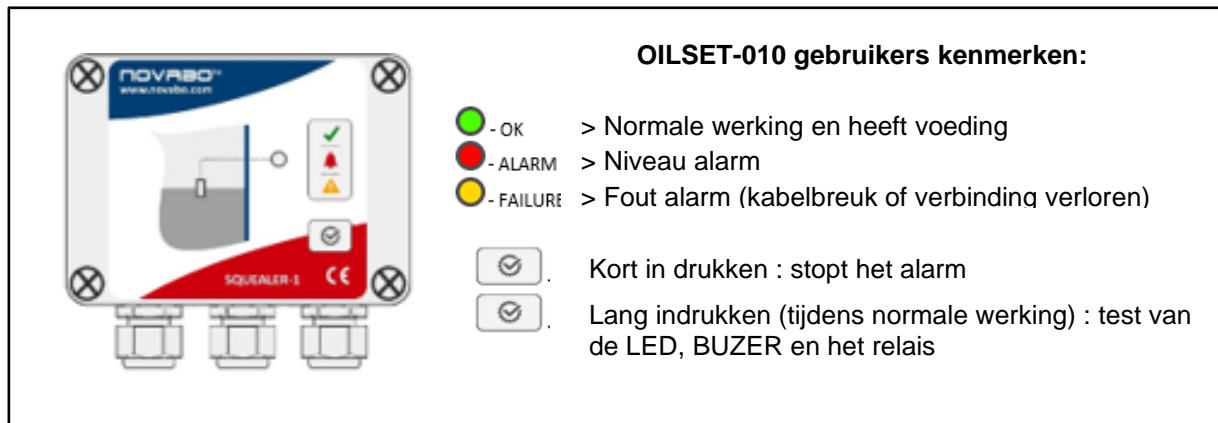 OILSET-010 gebruikers kenmerken:
NOVABO
www.novabo.com
SQUEALER-1 CE
- OK > Normale werking en heeft voeding
- ALARM > Niveau alarm
- FAILURE > Fout alarm (kabelbreuk of verbinding verloren)
. Kort in drukken : stopt het alarm
. Lang indrukken (tijdens normale werking) : test van
de LED, BUZER en het relais